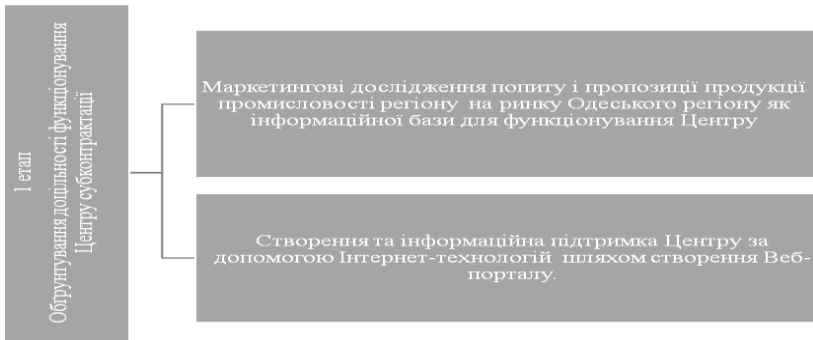 1 етап
Обґрунтування доцільності функціонування
Центру субконтрактації
Маркетингові дослідження попиту і пропозиції продукції
промисловості регіону на ринку Одеського регіону як
інформаційної бази для функціонування Центру
Створення та інформаційна підтримка Центру за
допомогою Інтернет-технологій шляхом створення Веб-
порталу.